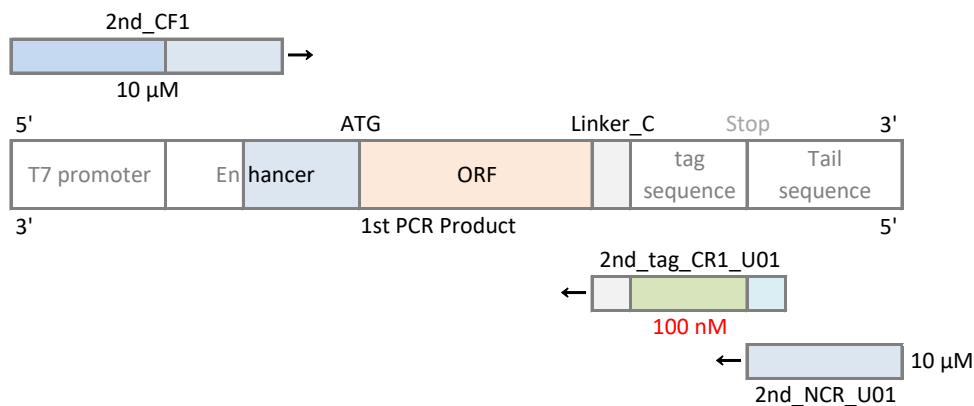 2nd_CF1
10 µM
5' ATG Linker_C Stop 3'
T7 promoter Enhancer ORF tag sequence Tail sequence
3' 1st PCR Product 5'
2nd_tag_CR1_U01
100 nM
10 µM
2nd_NCR_U01